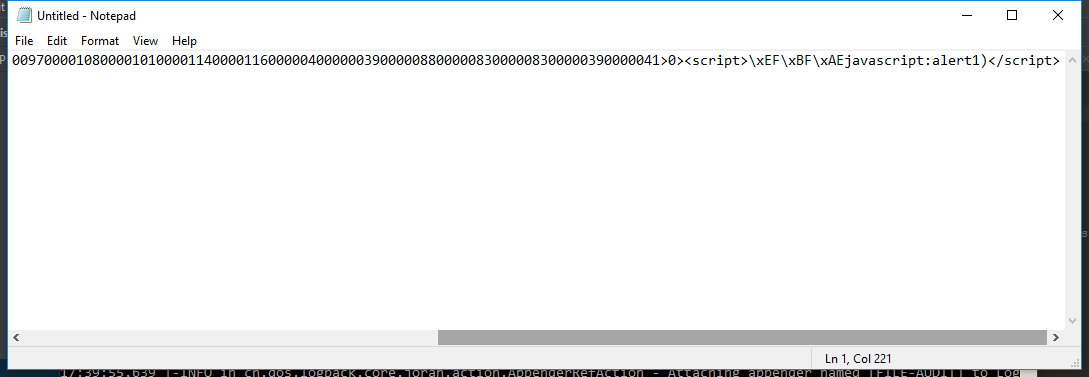 Untitled - Notepad
File Edit Format View Help
0097000010800001010000114000011600000400000039000008800000830000083000003900000041>0><script>\xEF\xBF\xAEjavascript:alert1)</script>
Ln 1, Col 221
17:39:55.639 |-INFO in ch.qos.logback.core.joran.action.AppenderRefAction - Attaching appender named [FILE-AUDIT] to Log